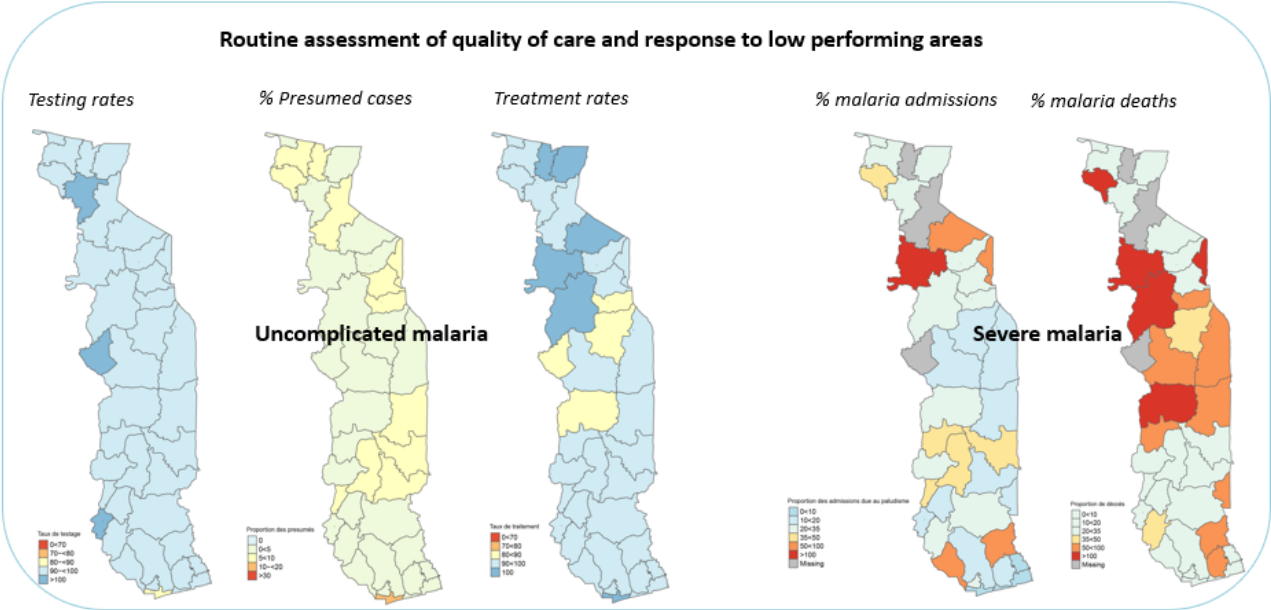 Routine assessment of quality of care and response to low performing areas
Testing rates
% Presumed cases
Treatment rates
% malaria admissions
% malaria deaths
Uncomplicated malaria
Severe malaria
Taux de testage
0<70
70~<80
80~<90
90~<100
>100
Proportion des présumés
0
0<5
5<10
10~<20
>30
Taux de traitement
0<70
70<80
80<90
90<100
100
Proportion des admissions due au paludisme
0<10
10<20
20<35
35<50
50<100
>100
Missing
Proportion de décès
0<10
10<20
20<35
35<50
50<100
>100
Missing